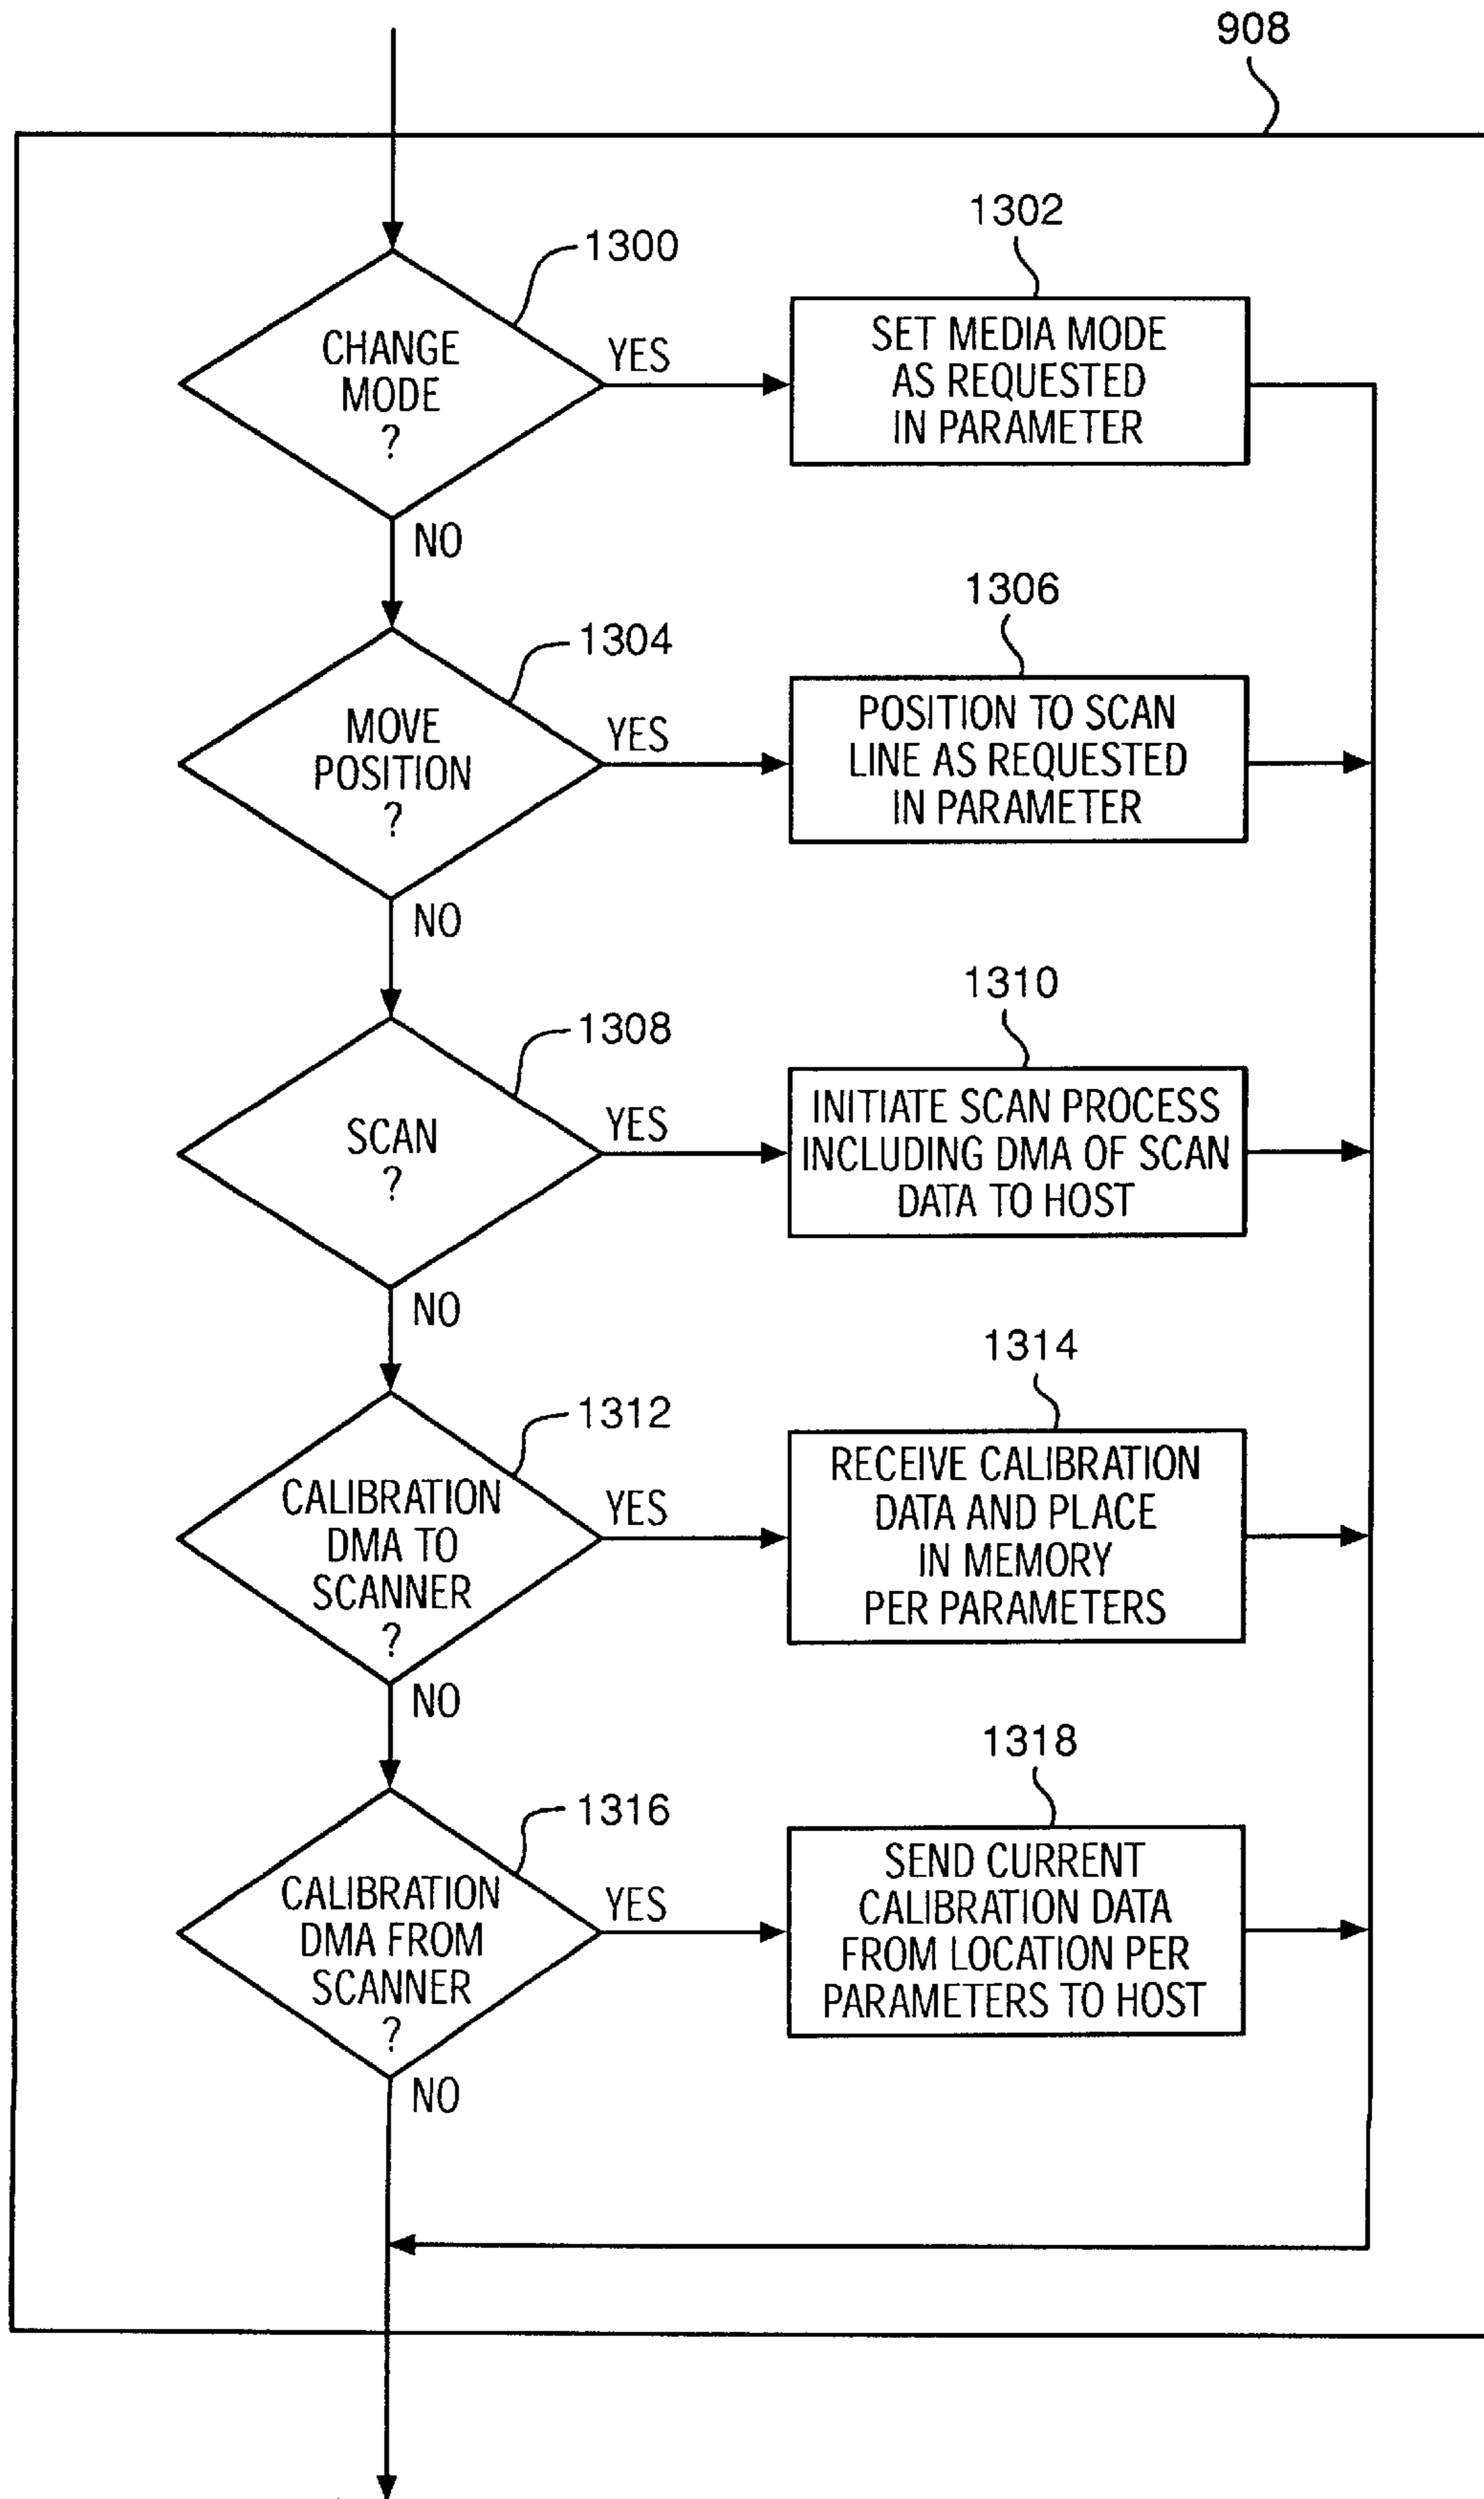 908
1300
1302
CHANGE
MODE
?
YES
SET MEDIA MODE
AS REQUESTED
IN PARAMETER
NO
1304
1306
MOVE
POSITION
?
YES
POSITION TO SCAN
LINE AS REQUESTED
IN PARAMETER
NO
1308
1310
SCAN
?
YES
INITIATE SCAN PROCESS
INCLUDING DMA OF SCAN
DATA TO HOST
NO
1312
1314
CALIBRATION
DMA TO
SCANNER
?
YES
RECEIVE CALIBRATION
DATA AND PLACE
IN MEMORY
PER PARAMETERS
NO
1316
1318
CALIBRATION
DMA FROM
SCANNER
?
YES
SEND CURRENT
CALIBRATION DATA
FROM LOCATION PER
PARAMETERS TO HOST
NO